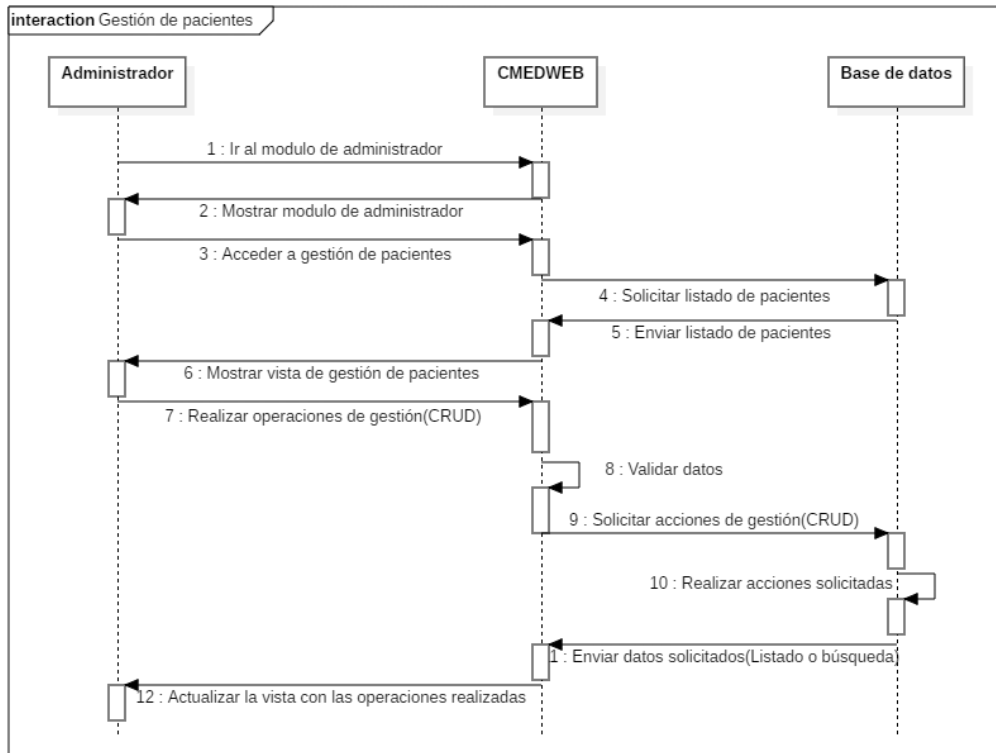 interaction Gestión de pacientes
Administrador
CMEDWEB
Base de datos
1 : Ir al modulo de administrador
2 : Mostrar modulo de administrador
3 : Acceder a gestión de pacientes
4 : Solicitar listado de pacientes
5 : Enviar listado de pacientes
6 : Mostrar vista de gestión de pacientes
7 : Realizar operaciones de gestión(CRUD)
8 : Validar datos
9 : Solicitar acciones de gestión(CRUD)
10 : Realizar acciones solicitadas
1 : Enviar datos solicitados(Listado o búsqueda)
12 : Actualizar la vista con las operaciones realizadas